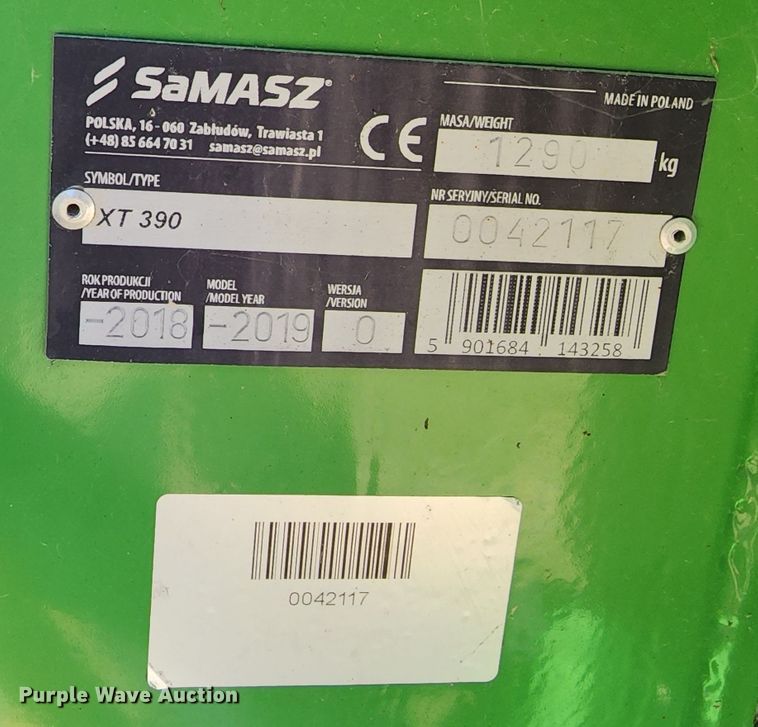 SaMASZ®
POLSKA, 16 - 060 Zabłudów, Trawiasta 1
(+48) 85 664 70 31 samasz@samasz.pl
CE
MADE IN POLAND
MASA/WEIGHT
1290 kg
SYMBOL/TYPE
XT 390
NR SERYJNY/SERIAL NO.
0042117
ROK PRODUKCJI
/YEAR OF PRODUCTION
-2018
MODEL
/MODEL YEAR
-2019
WERSJA
/VERSION
0
5 901684 143258
0042117
Purple Wave Auction